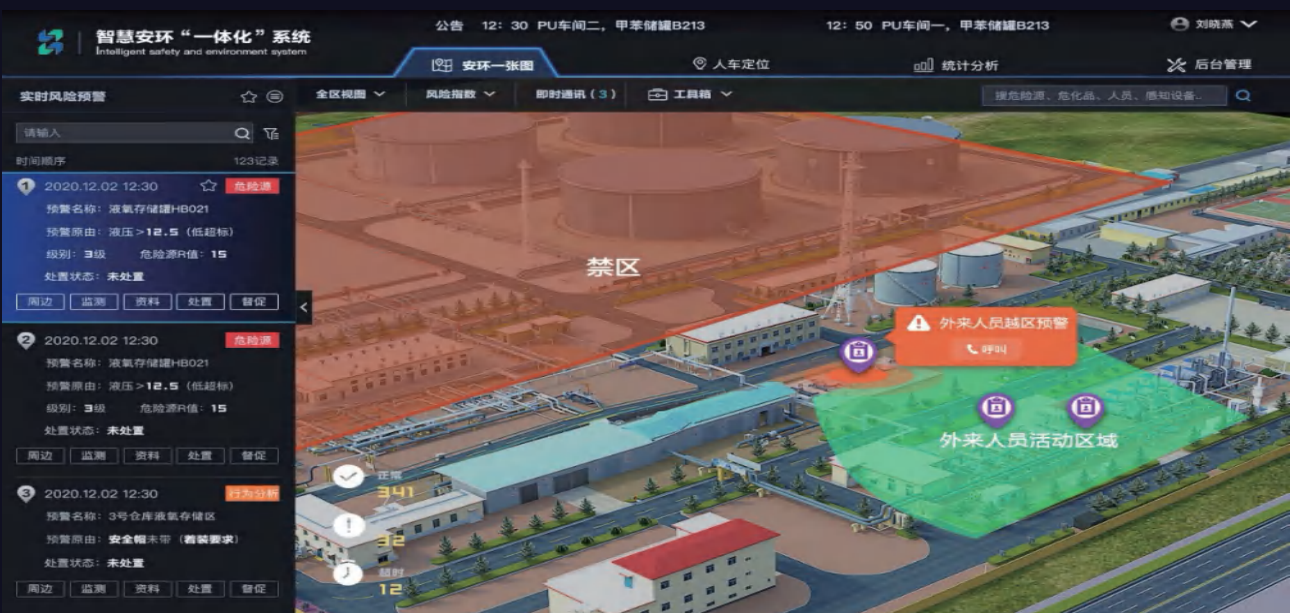 智慧安环“一体化”系统
Intelligent safety and environment system
公告 12：30 PU车间二，甲苯储罐B213
12：50 PU车间一，甲苯储罐B213
刘晓燕
安环一张图
人车定位
统计分析
后台管理
实时风险预警
全区视图
风险指数
即时通讯（3）
工具箱
搜危险源、危化品、人员、感知设备..
请输入
时间顺序
123记录
1 2020.12.02 12:30 危险源
预警名称：液氧存储罐HB021
预警原由：液压>12.5（低超标）
级别：3级 危险源R值：15
处置状态：未处置
周边 监测 资料 处置 督促
2 2020.12.02 12:30 危险源
预警名称：液氧存储罐HB021
预警原由：液压>12.5（低超标）
级别：3级 危险源R值：15
处置状态：未处置
周边 监测 资料 处置 督促
3 2020.12.02 12:30 行为分析
预警名称：3号仓库液氧存储区
预警原由：安全帽未带（着装要求）
处置状态：未处置
周边 监测 资料 处置 督促
禁区
外来人员越区预警
呼叫
外来人员活动区域
正常
341
32
超时
12